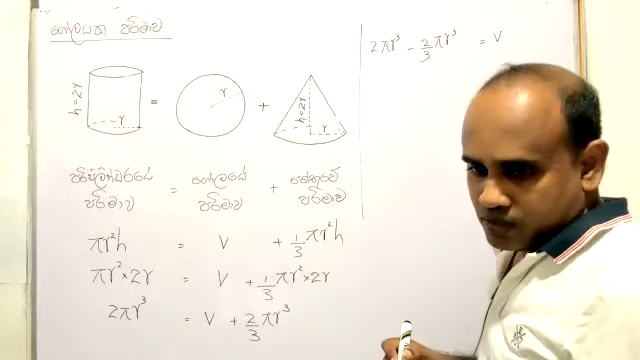 ගෝලයක පරිමාව
h = 2r
r
=
r
+
h = 2r
r
සිලින්ඩරයේ පරිමාව = ගෝලයේ පරිමාව + කේතුවේ පරිමාව
πr²h = V + 1/3 πr²h
πr² × 2r = V + 1/3 πr² × 2r
2πr³ = V + 2/3 πr³
2πr³ - 2/3 πr³ = V